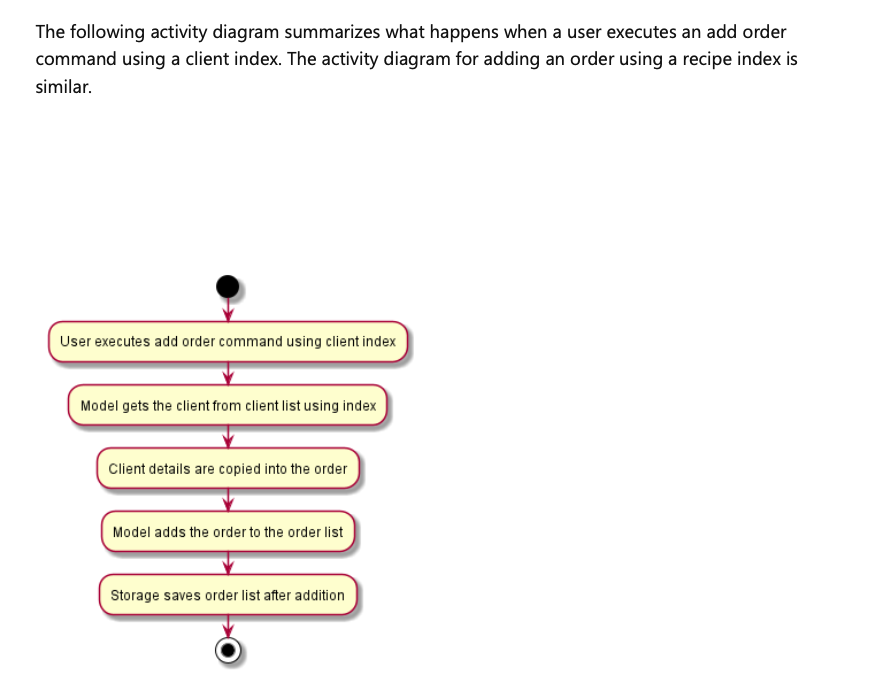 The following activity diagram summarizes what happens when a user executes an add order
command using a client index. The activity diagram for adding an order using a recipe index is
similar.
User executes add order command using client index
Model gets the client from client list using index
Client details are copied into the order
Model adds the order to the order list
Storage saves order list after addition